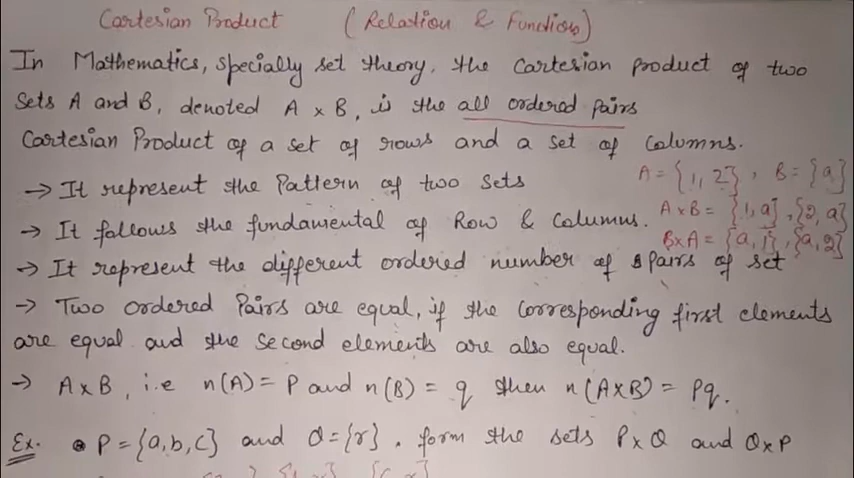 Cartesian Product (Relation & Function)
In Mathematics, Specially set theory, the Cartesian product of two
Sets A and B, denoted A × B, is the all ordered pairs
Cartesian Product of a set of rows and a set of Columns.
→ It represent the Pattern of two sets
A = {1, 2}, B = {a}
→ It follows the fundamental of Row & Columns.
A×B = {1, a}, {2, a}
B×A = {a, 1}, {a, 2}
→ It represent the different ordered number of pairs of set
→ Two ordered Pairs are equal, if the Corresponding first elements
are equal and the Second elements are also equal.
→ A×B, i.e n(A) = P and n(B) = q then n(A×B) = Pq.
Ex. P = {a, b, c} and Q = {r}. form the sets P×Q and Q×P